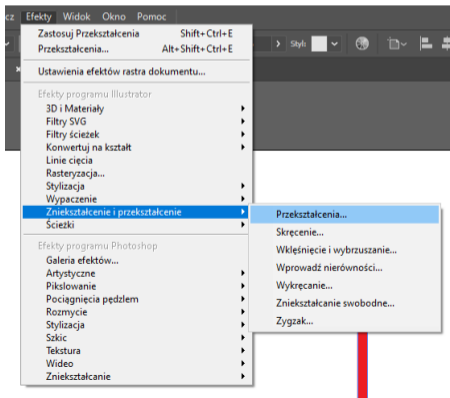 cz Efekty Widok Okno Pomoc
Zastosuj Przekształcenia Shift+Ctrl+E
Przekształcenia... Alt+Shift+Ctrl+E
Styl:
Ustawienia efektów rastra dokumentu...
Efekty programu Illustrator
3D i Materiały
Filtry SVG
Filtry ścieżek
Konwertuj na kształt
Linie cięcia
Rasteryzacja...
Stylizacja
Wypaczenie
Zniekształcenie i przekształcenie
Ścieżki
Przekształcenia...
Skręcenie...
Wklęśnięcie i wybrzuszanie...
Wprowadź nierówności...
Wykręcanie...
Zniekształcanie swobodne...
Zygzak...
Efekty programu Photoshop
Galeria efektów...
Artystyczne
Pikslowanie
Pociągnięcia pędzlem
Rozmycie
Stylizacja
Szkic
Tekstura
Wideo
Zniekształcanie